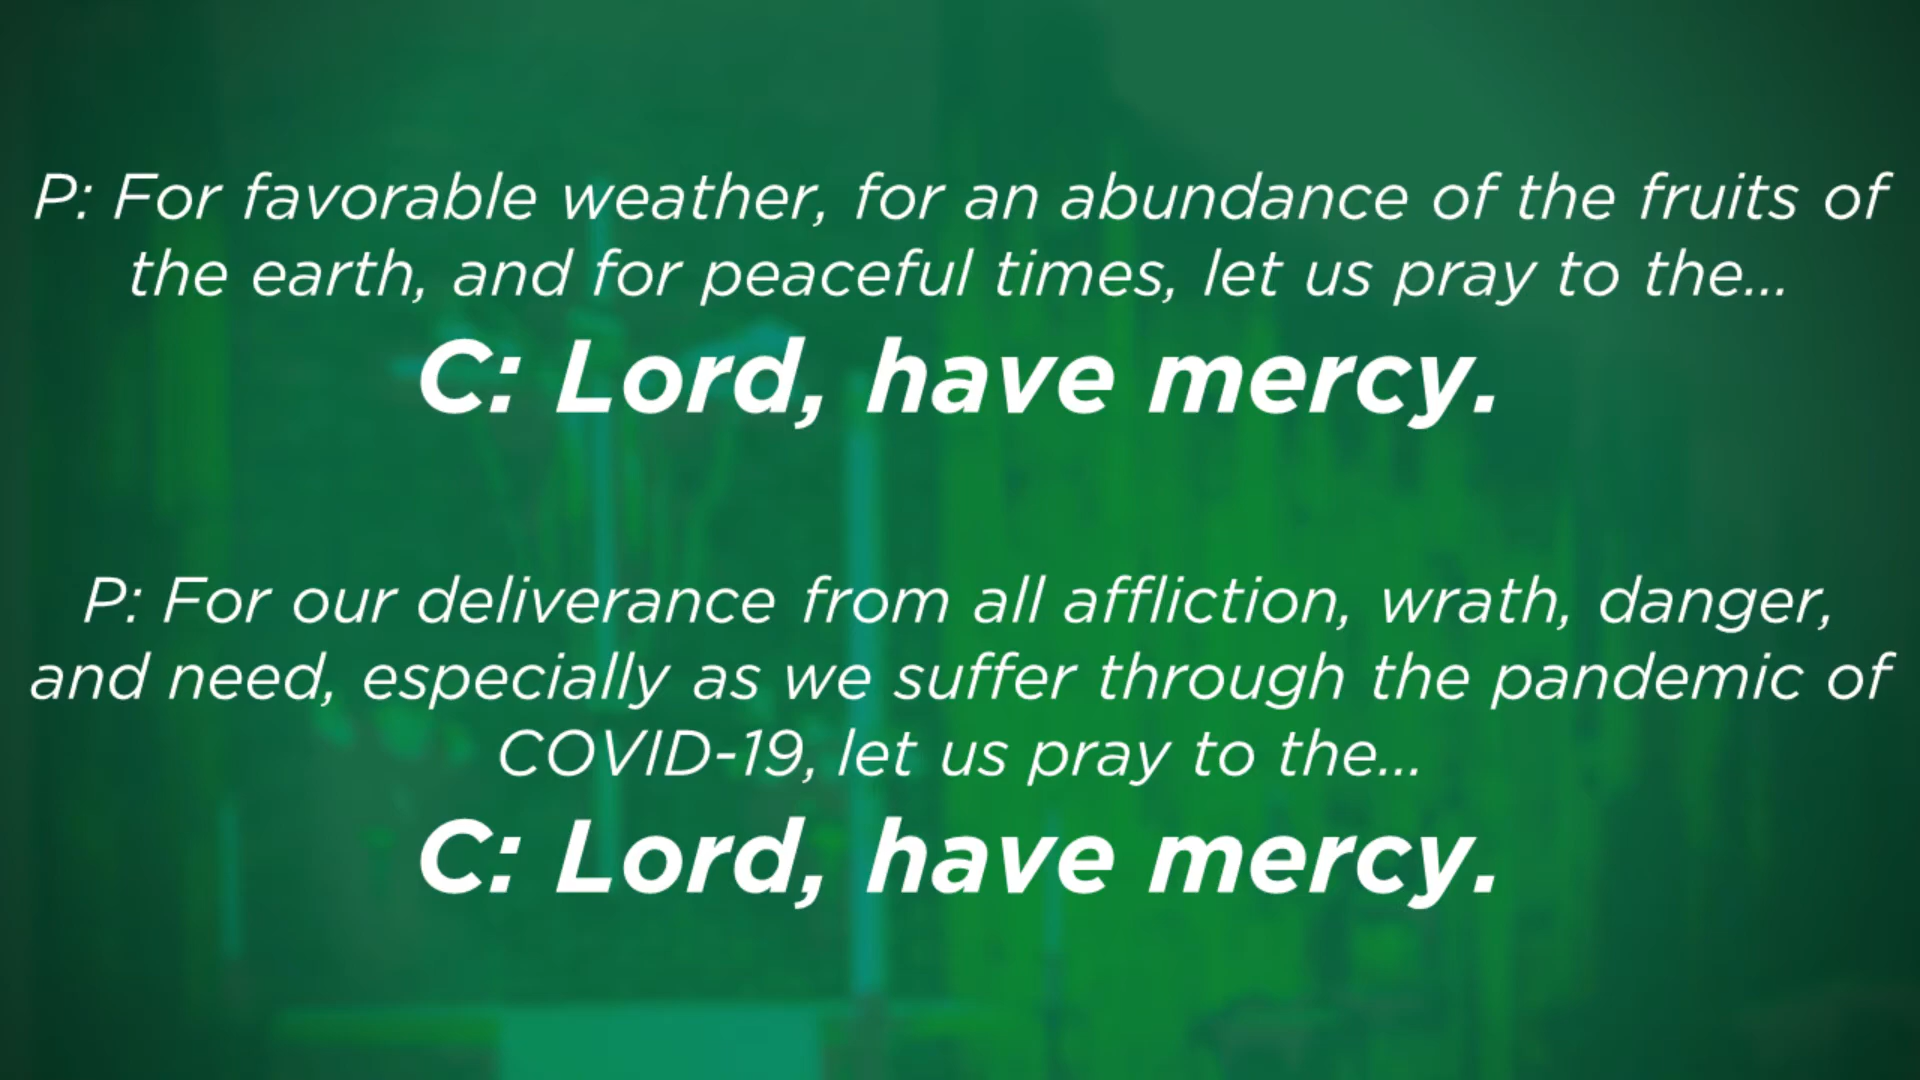 P: For favorable weather, for an abundance of the fruits of
the earth, and for peaceful times, let us pray to the...
C: Lord, have mercy.
P: For our deliverance from all affliction, wrath, danger,
and need, especially as we suffer through the pandemic of
COVID-19, let us pray to the...
C: Lord, have mercy.